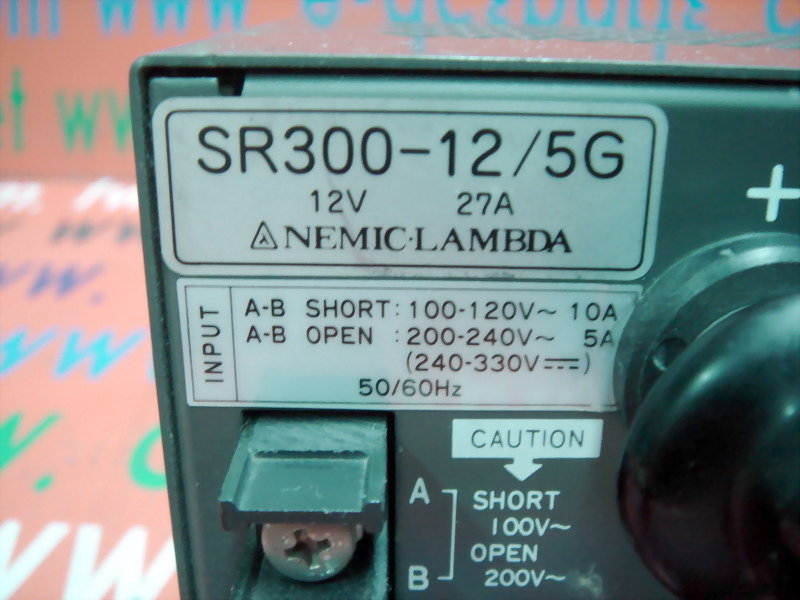 SR300-12/5G
12V 27A
NEMIC·LAMBDA
INPUT
A-B SHORT: 100-120V~ 10A
A-B OPEN : 200-240V~ 5A
(240-330V⎓)
50/60Hz
+
CAUTION
A
SHORT
100V~
OPEN
B
200V~